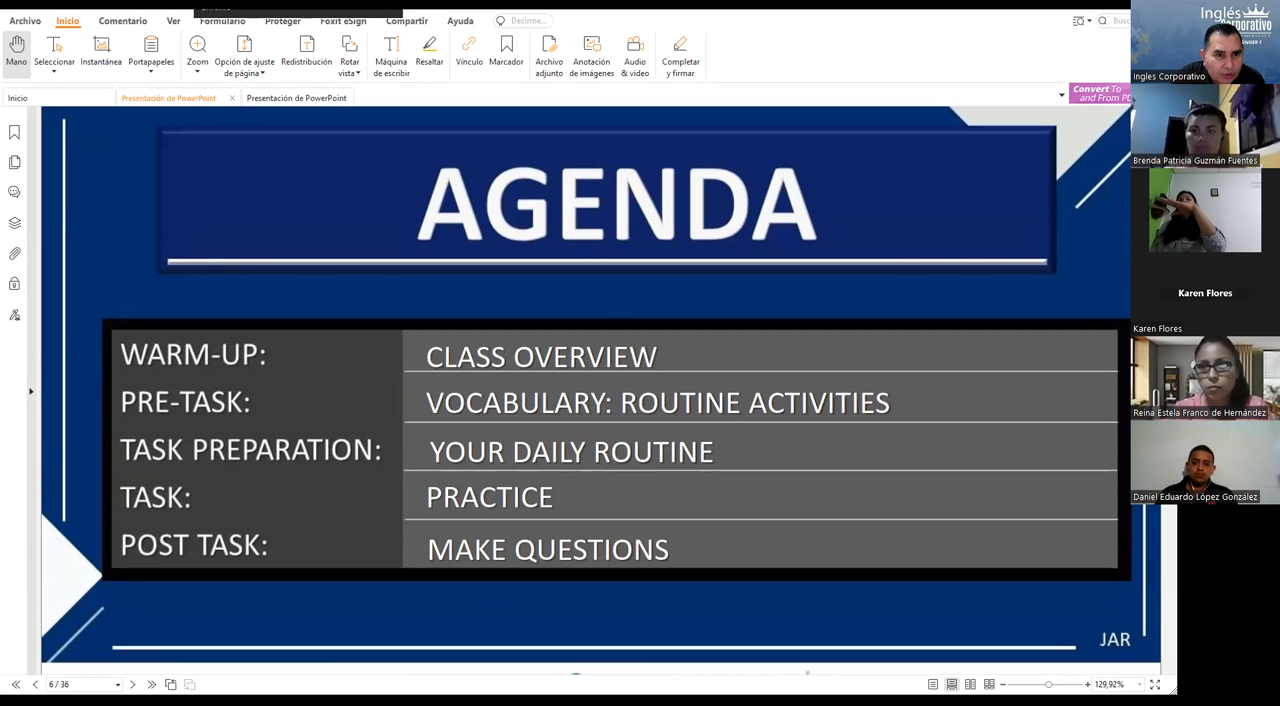 Archivo Inicio Comentario Ver Formulario Proteger Foxit eSign Compartir Ayuda Decirme... Busc
Mano Seleccionar Instantánea Portapapeles Zoom Opción de ajuste de página Redistribución Rotar vista Máquina de escribir Resaltar Vínculo Marcador Archivo adjunto Anotación de imágenes Audio & video Completar y firmar
Inicio Presentación de PowerPoint Presentación de PowerPoint
Convert To
and From PD
AGENDA
WARM-UP: CLASS OVERVIEW
PRE-TASK: VOCABULARY: ROUTINE ACTIVITIES
TASK PREPARATION: YOUR DAILY ROUTINE
TASK: PRACTICE
POST TASK: MAKE QUESTIONS
JAR
6 / 36
129,92%
Inglés
Corporativo
Ingles Corporativo
Brenda Patricia Guzmán Fuentes
Karen Flores
Karen Flores
Reina Estela Franco de Hernández
Daniel Eduardo López González